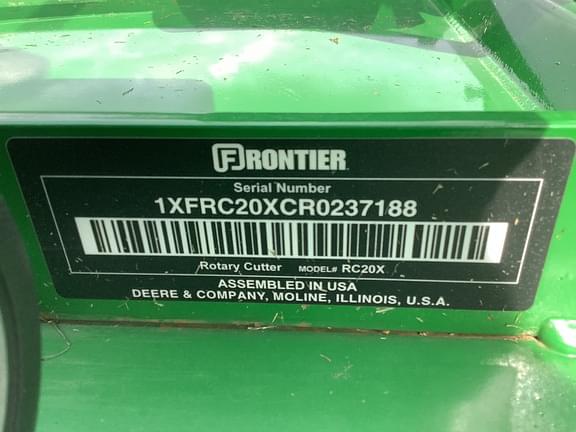 FRONTIER
Serial Number
1XFRC20XCR0237188
Rotary Cutter MODEL# RC20X
ASSEMBLED IN USA
DEERE & COMPANY, MOLINE, ILLINOIS, U.S.A.